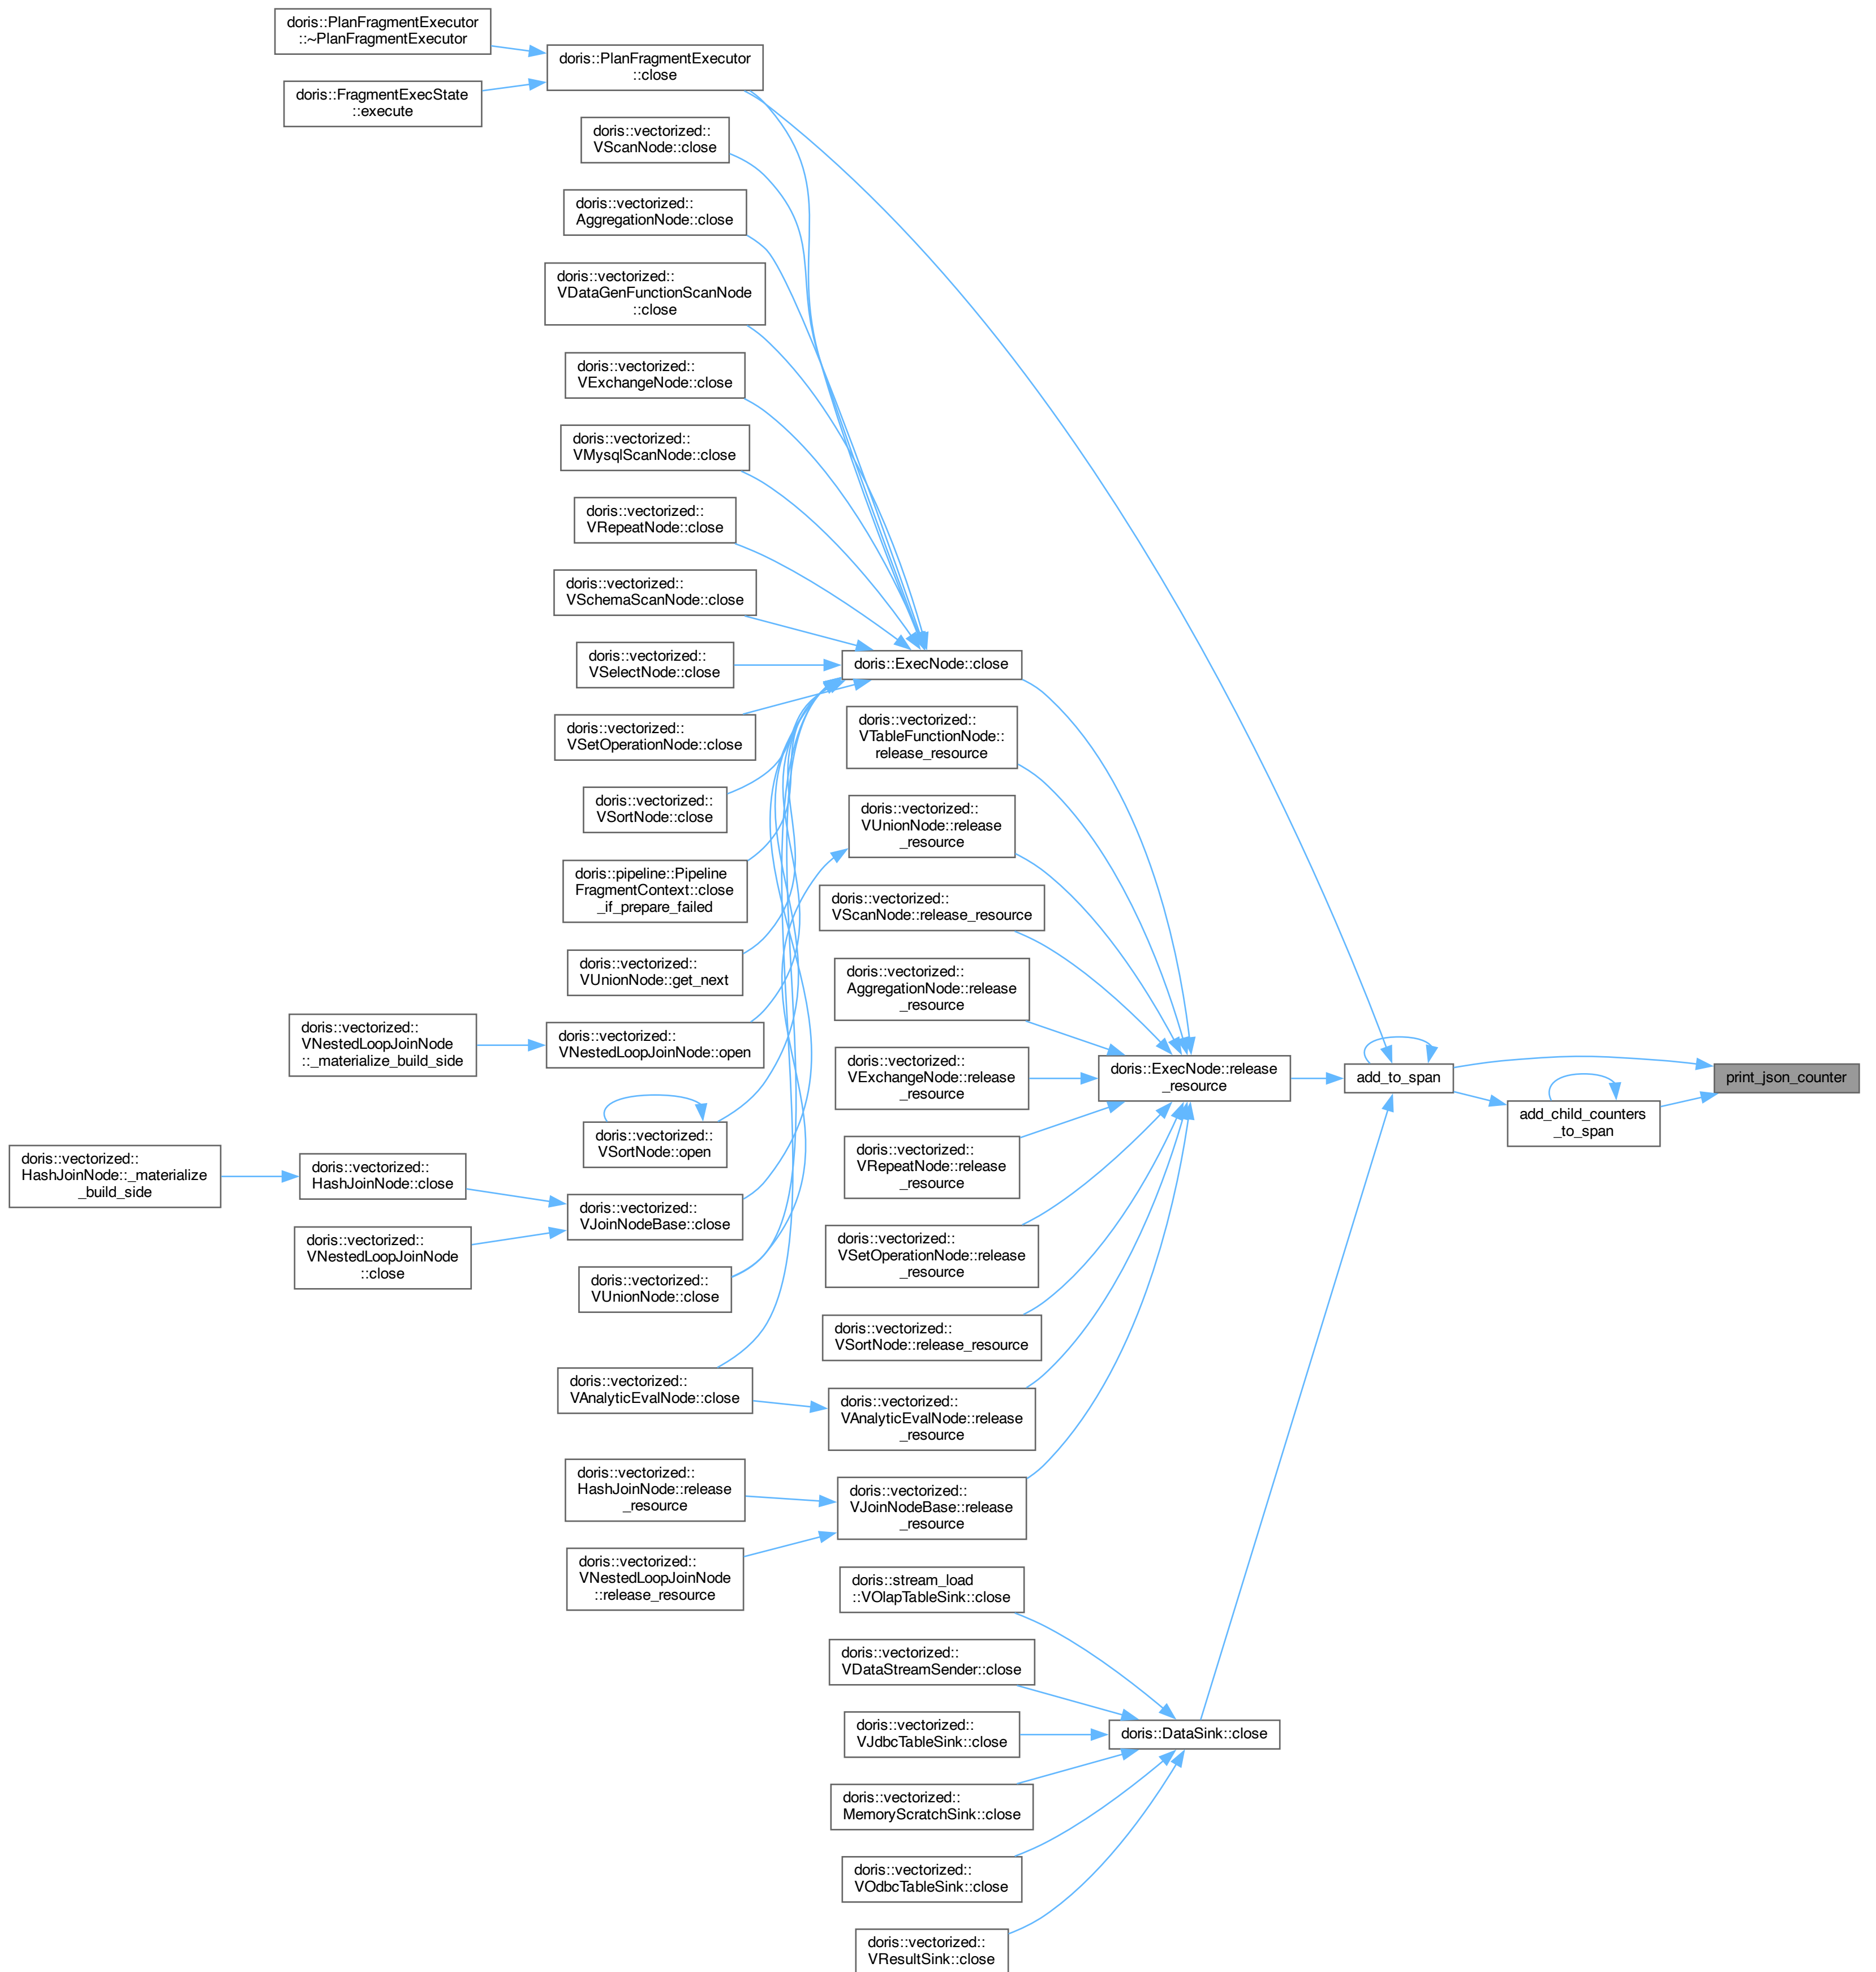 doris::PlanFragmentExecutor
::~PlanFragmentExecutor
doris::FragmentExecState
::execute
doris::PlanFragmentExecutor
::close
doris::vectorized::
VScanNode::close
doris::vectorized::
AggregationNode::close
doris::vectorized::
VDataGenFunctionScanNode
::close
doris::vectorized::
VExchangeNode::close
doris::vectorized::
VMysqlScanNode::close
doris::vectorized::
VRepeatNode::close
doris::vectorized::
VSchemaScanNode::close
doris::vectorized::
VSelectNode::close
doris::vectorized::
VSetOperationNode::close
doris::vectorized::
VSortNode::close
doris::pipeline::Pipeline
FragmentContext::close
_if_prepare_failed
doris::vectorized::
VUnionNode::get_next
doris::vectorized::
VNestedLoopJoinNode
::_materialize_build_side
doris::vectorized::
VNestedLoopJoinNode::open
doris::vectorized::
VSortNode::open
doris::vectorized::
HashJoinNode::_materialize
_build_side
doris::vectorized::
HashJoinNode::close
doris::vectorized::
VNestedLoopJoinNode
::close
doris::vectorized::
VJoinNodeBase::close
doris::vectorized::
VUnionNode::close
doris::vectorized::
VAnalyticEvalNode::close
doris::vectorized::
HashJoinNode::release
_resource
doris::vectorized::
VNestedLoopJoinNode
::release_resource
doris::ExecNode::close
doris::vectorized::
VTableFunctionNode::
release_resource
doris::vectorized::
VUnionNode::release
_resource
doris::vectorized::
VScanNode::release_resource
doris::vectorized::
AggregationNode::release
_resource
doris::vectorized::
VExchangeNode::release
_resource
doris::vectorized::
VRepeatNode::release
_resource
doris::vectorized::
VSetOperationNode::release
_resource
doris::vectorized::
VSortNode::release_resource
doris::vectorized::
VAnalyticEvalNode::release
_resource
doris::vectorized::
VJoinNodeBase::release
_resource
doris::stream_load
::VOlapTableSink::close
doris::vectorized::
VDataStreamSender::close
doris::vectorized::
VJdbcTableSink::close
doris::vectorized::
MemoryScratchSink::close
doris::vectorized::
VOdbcTableSink::close
doris::vectorized::
VResultSink::close
doris::ExecNode::release
_resource
doris::DataSink::close
add_to_span
add_child_counters
_to_span
print_json_counter